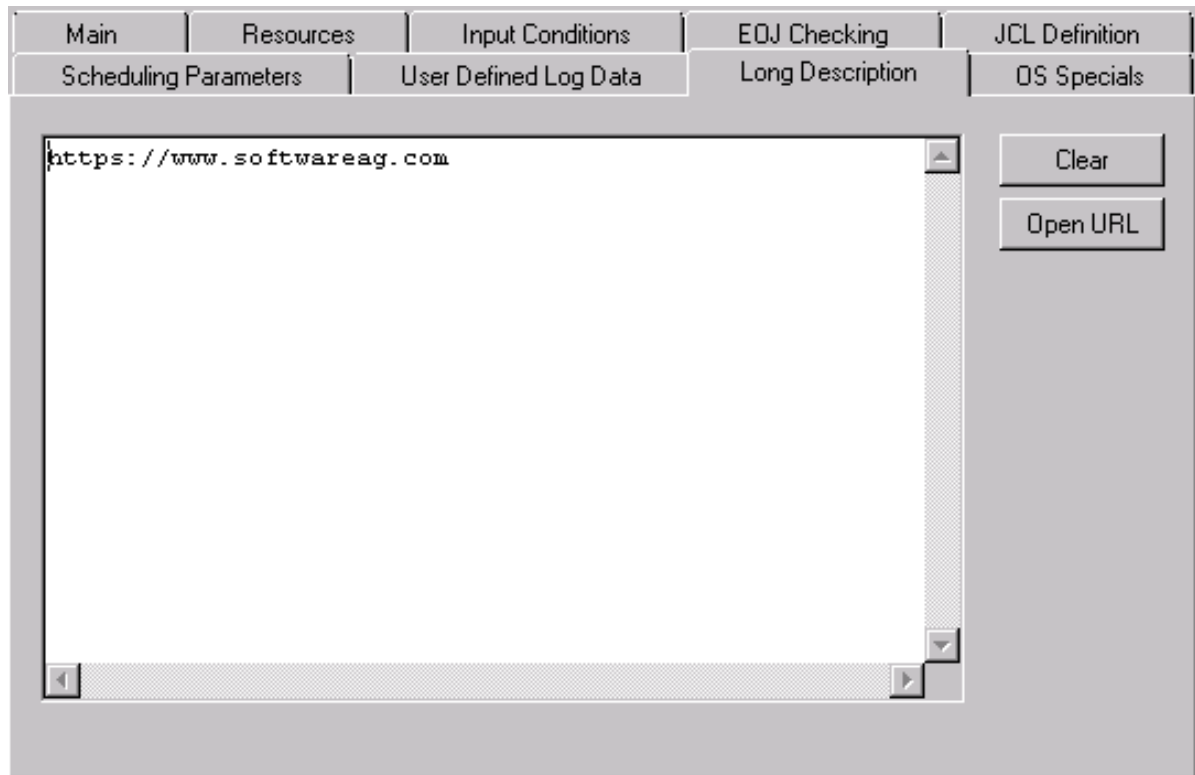 Main Resources Input Conditions EOJ Checking JCL Definition
Scheduling Parameters User Defined Log Data Long Description OS Specials
https://www.softwareag.com
Clear
Open URL